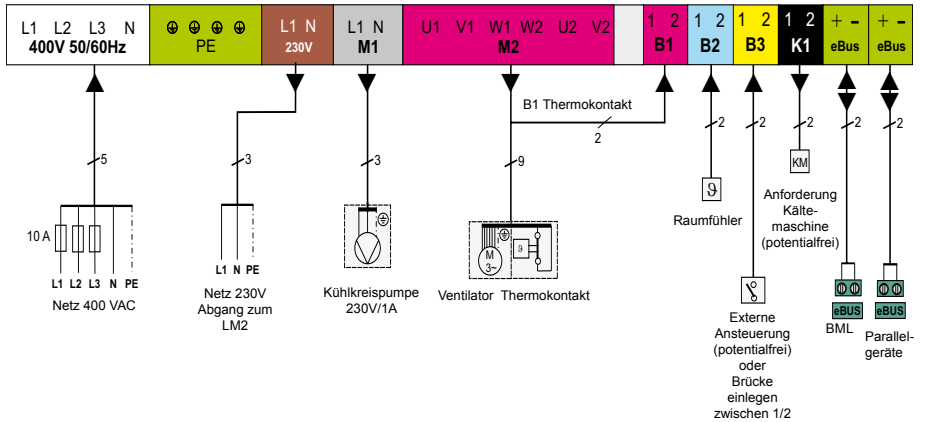 L1 L2 L3 N
400V 50/60Hz
PE
L1 N
230V
L1 N
M1
U1 V1 W1 W2 U2 V2
M2
1 2
B1
1 2
B2
1 2
B3
1 2
K1
+ -
eBus
+ -
eBus
B1 Thermokontakt
2
5
3
3
9
2
2
2
2
2
10 A
L1 L2 L3 N PE
Netz 400 VAC
L1 N PE
Netz 230V
Abgang zum
LM2
Kühlkreispumpe
230V/1A
M
3~
ϑ
Ventilator Thermokontakt
ϑ
Raumfühler
Externe
Ansteuerung
(potentialfrei)
oder
Brücke
einlegen
zwischen 1/2
KM
Anforderung
Kälte-
maschine
(potentialfrei)
eBUS
BML
eBUS
Parallel-
geräte